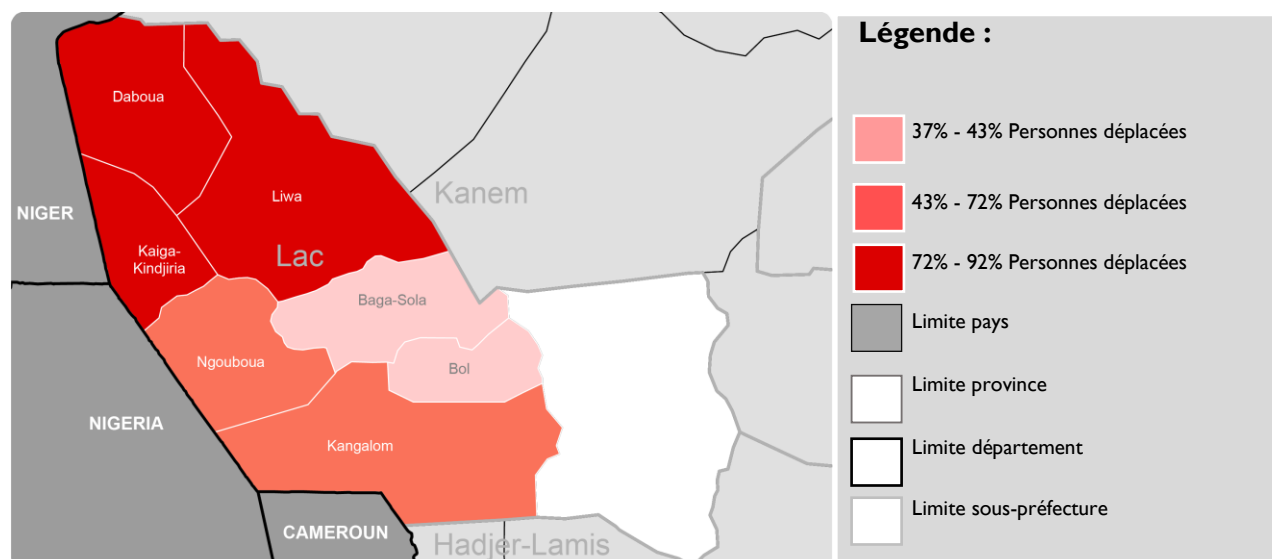 Daboua
Liwa
Kanem
NIGER
Kaiga-
Kindjiria
Lac
Baga-Sola
Ngouboua
Bol
NIGERIA
Kangalom
CAMEROUN
Hadjer-Lamis
Légende :
37% - 43% Personnes déplacées
43% - 72% Personnes déplacées
72% - 92% Personnes déplacées
Limite pays
Limite province
Limite département
Limite sous-préfecture